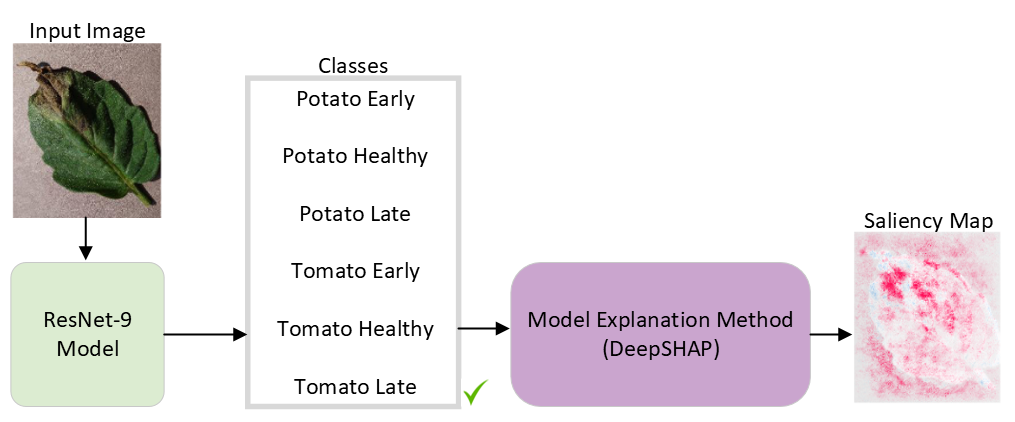 Input Image
Classes
Potato Early
Potato Healthy
Potato Late
Tomato Early
Tomato Healthy
Tomato Late
ResNet-9
Model
Model Explanation Method
(DeepSHAP)
Saliency Map